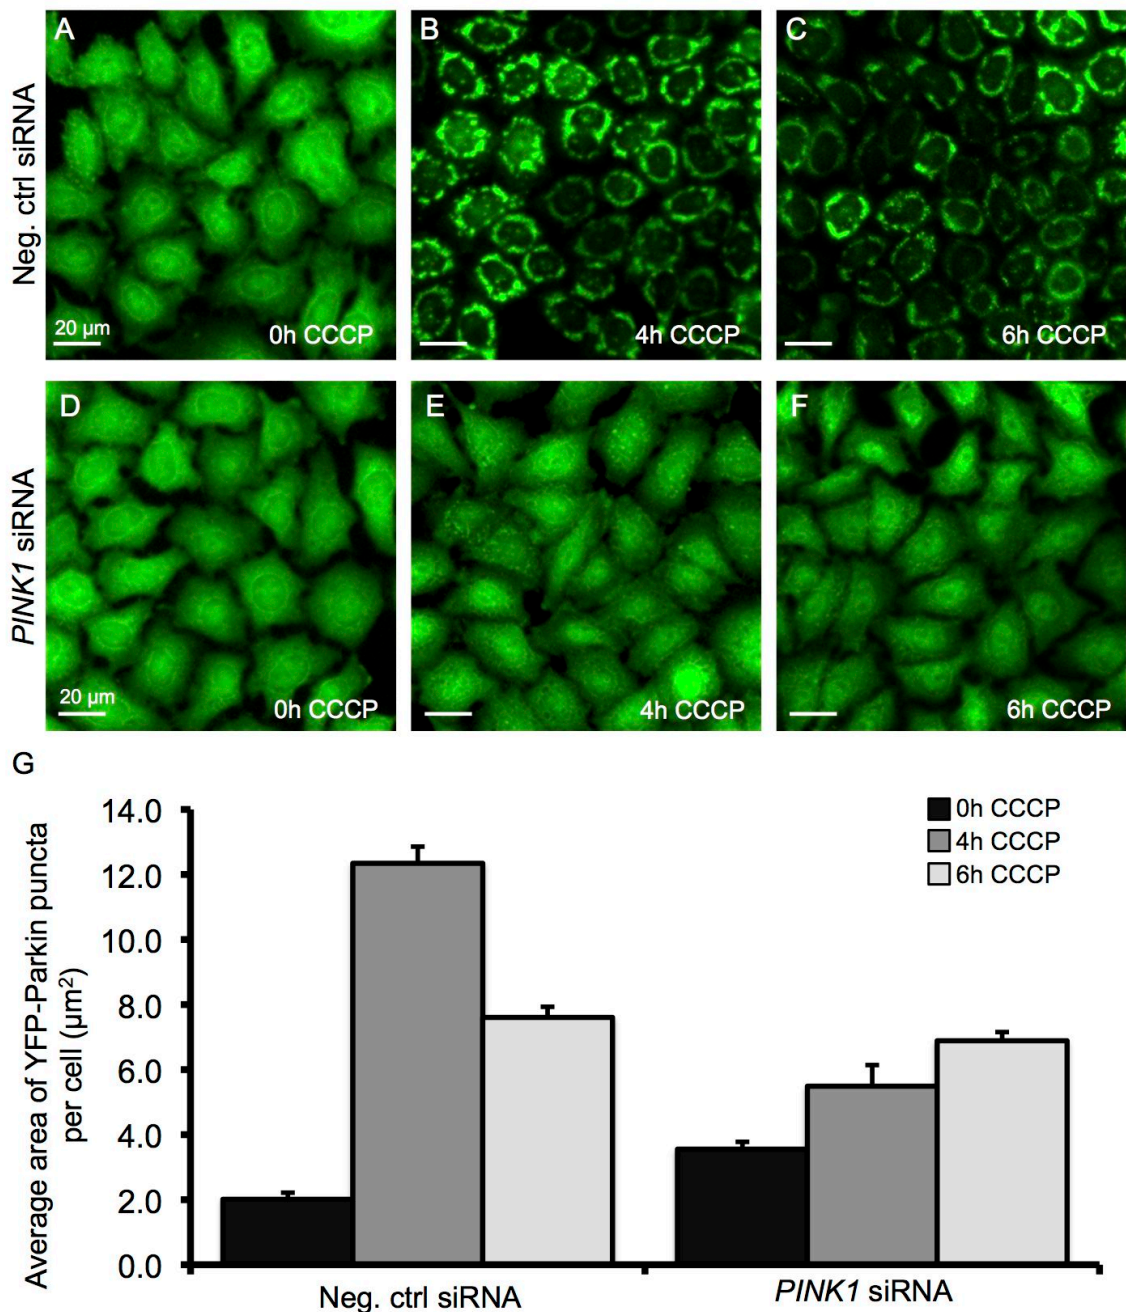 A
B
C
Neg. ctrl siRNA
20 µm
0h CCCP
4h CCCP
6h CCCP
D
E
F
PINK1 siRNA
20 µm
0h CCCP
4h CCCP
6h CCCP
G
Average area of YFP-Parkin puncta
per cell (µm²)
14.0
12.0
10.0
8.0
6.0
4.0
2.0
0.0
0h CCCP
4h CCCP
6h CCCP
Neg. ctrl siRNA
PINK1 siRNA